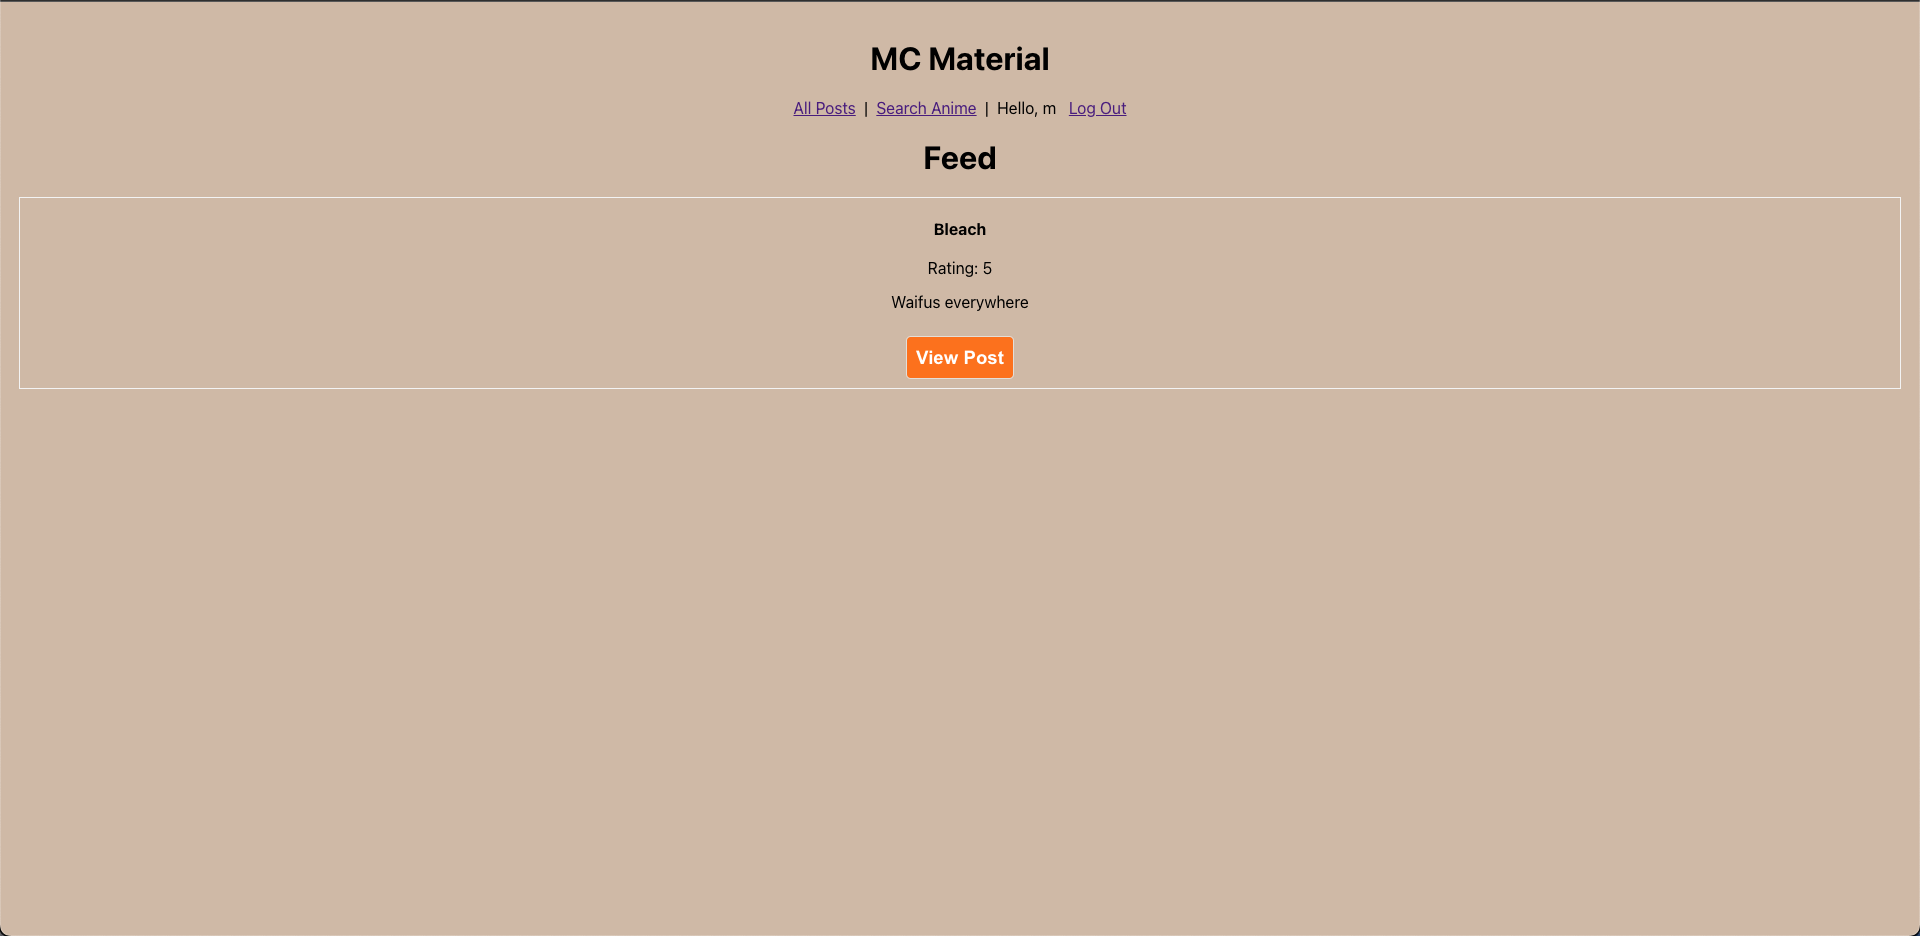 MC Material
All Posts | Search Anime | Hello, m Log Out
Feed
Bleach
Rating: 5
Waifus everywhere
View Post